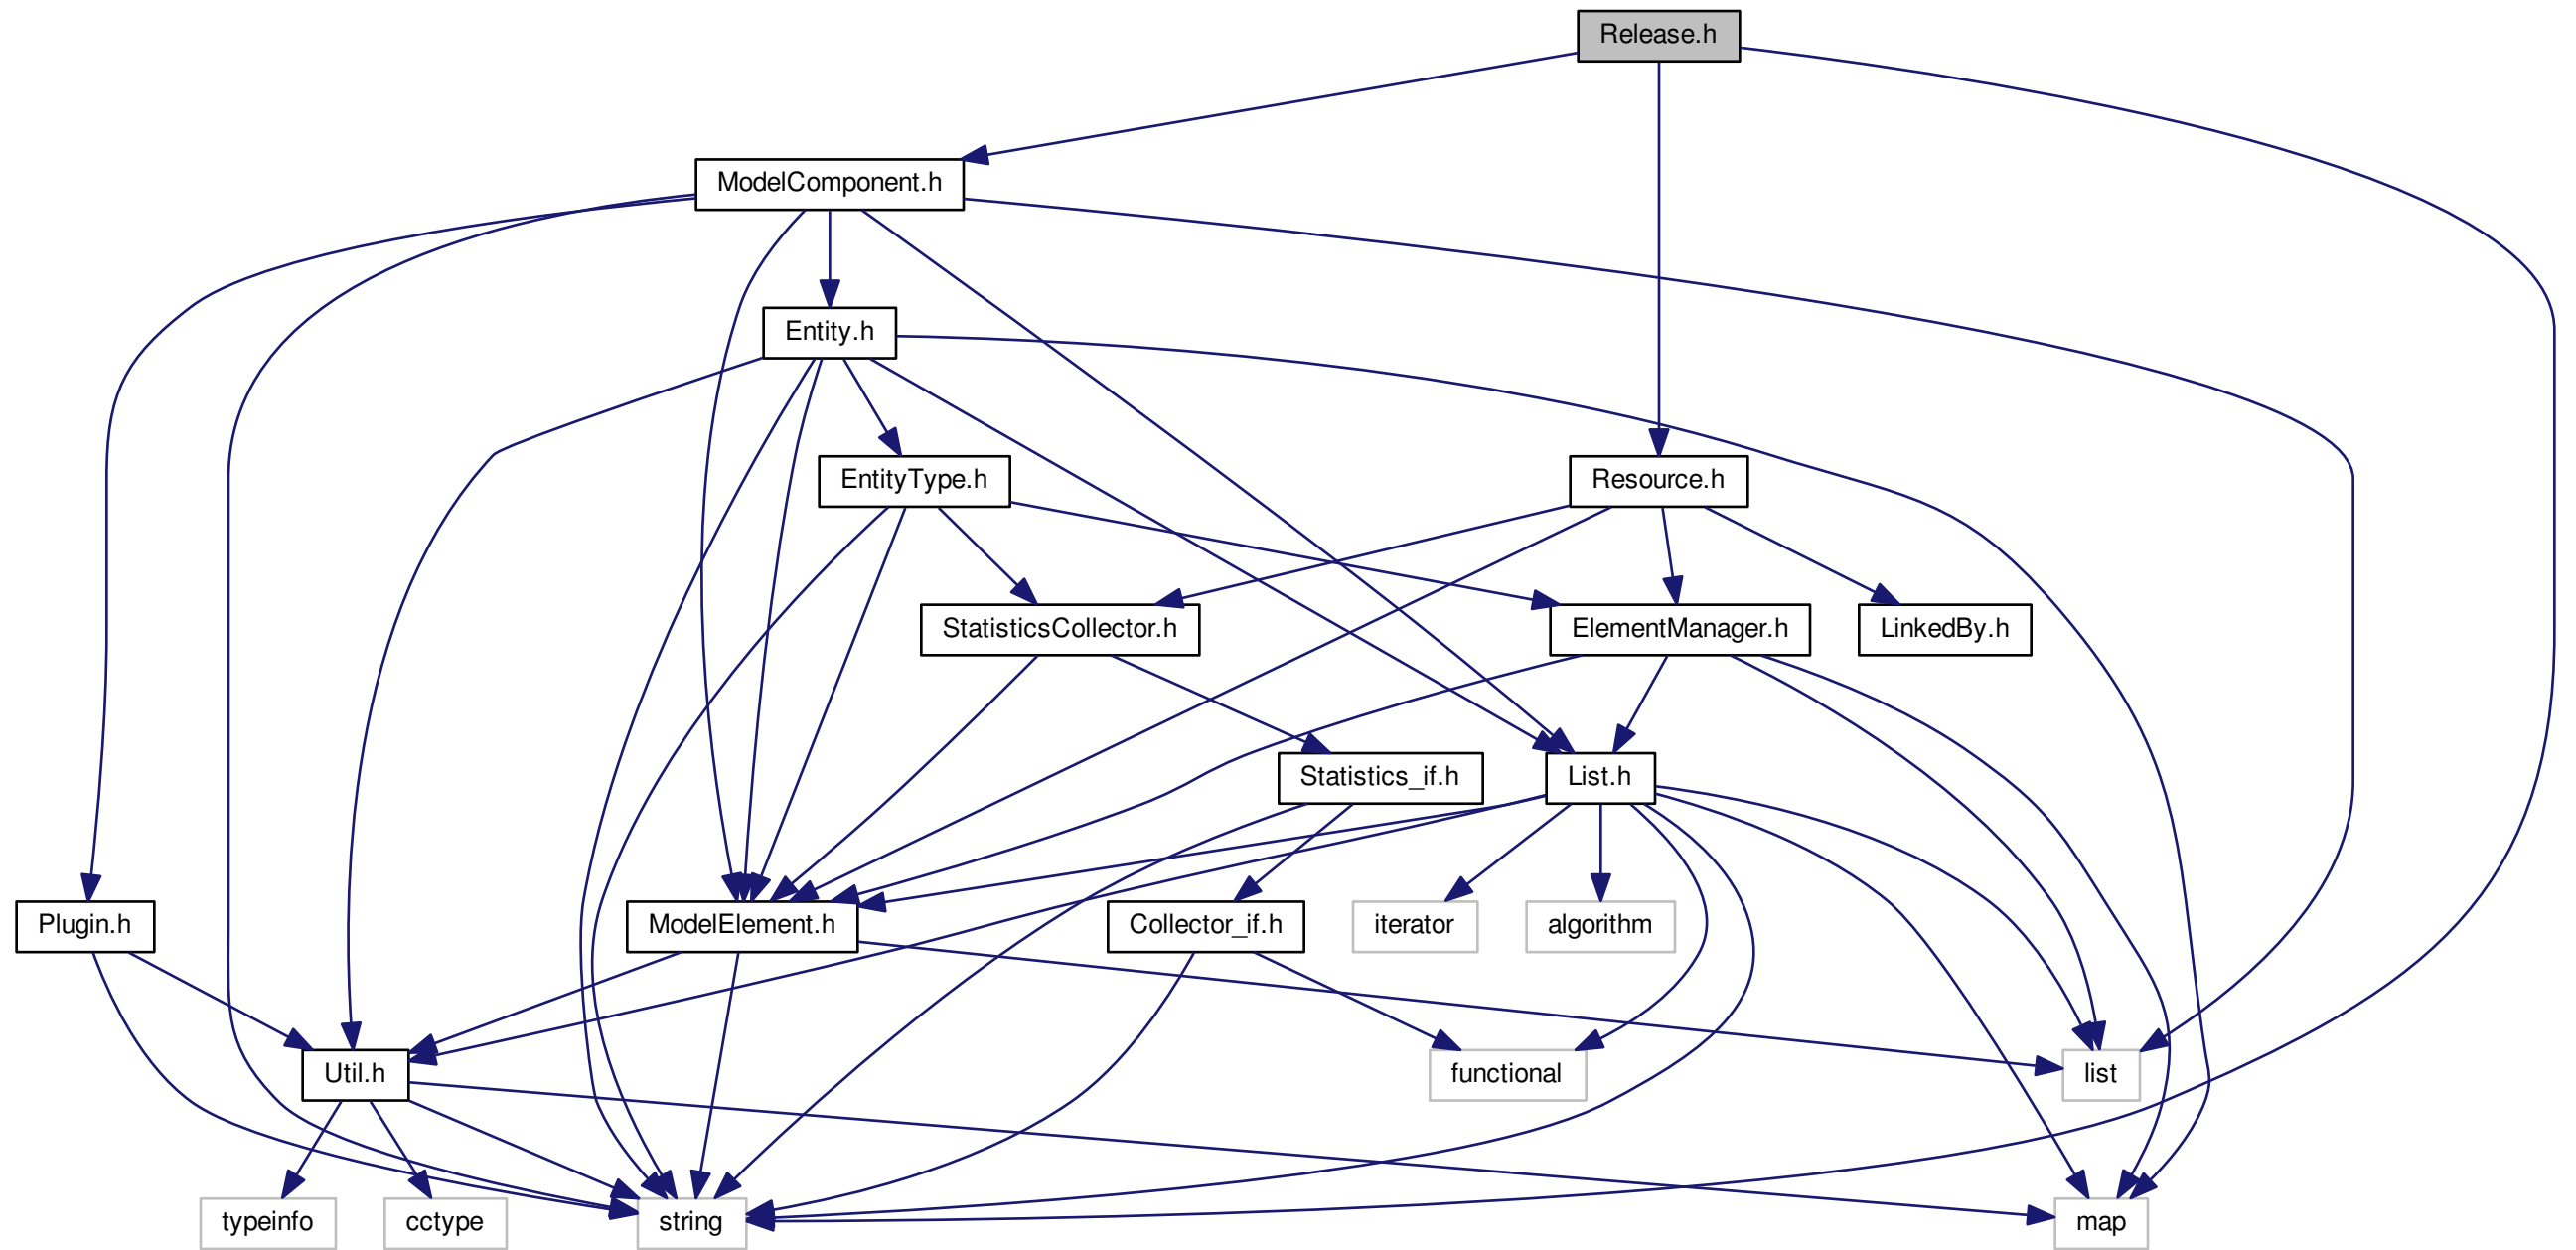 Release.h
ModelComponent.h
Entity.h
EntityType.h
Resource.h
StatisticsCollector.h
ElementManager.h
LinkedBy.h
Statistics_if.h
List.h
Plugin.h
ModelElement.h
Collector_if.h
iterator
algorithm
Util.h
functional
list
typeinfo
cctype
string
map